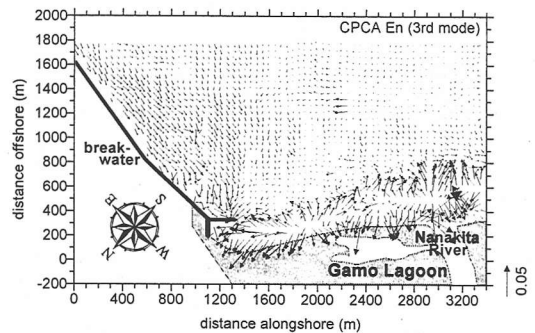 CPCA En (3rd mode)
2000
1800
1600
1400
1200
1000
800
600
400
200
0
-200
distance offshore (m)
break-
water
E
S
N
W
Nanakita
River
Gamo Lagoon
0.05
0
400
800
1200
1600
2000
2400
2800
3200
distance alongshore (m)